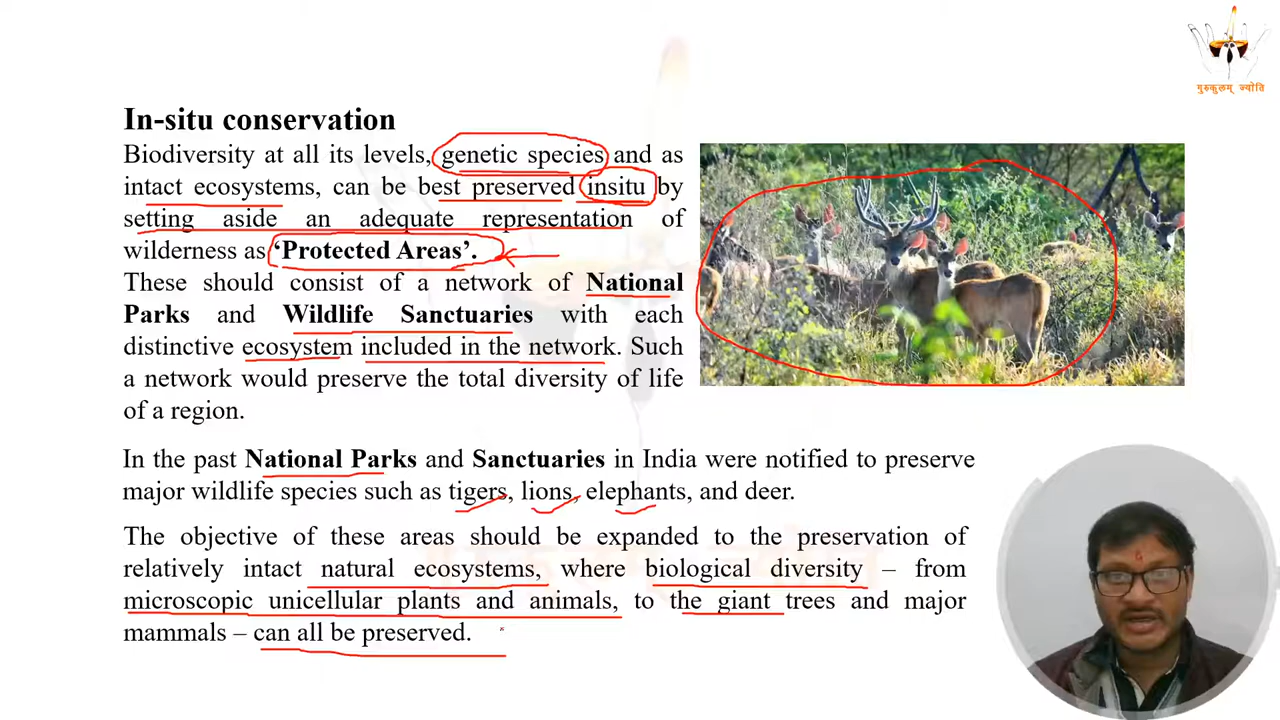 गुरुकुलम् ज्योति
In-situ conservation
Biodiversity at all its levels, genetic species and as
intact ecosystems, can be best preserved insitu by
setting aside an adequate representation of
wilderness as ‘Protected Areas’.
These should consist of a network of National
Parks and Wildlife Sanctuaries with each
distinctive ecosystem included in the network. Such
a network would preserve the total diversity of life
of a region.
In the past National Parks and Sanctuaries in India were notified to preserve
major wildlife species such as tigers, lions, elephants, and deer.
The objective of these areas should be expanded to the preservation of
relatively intact natural ecosystems, where biological diversity – from
microscopic unicellular plants and animals, to the giant trees and major
mammals – can all be preserved.